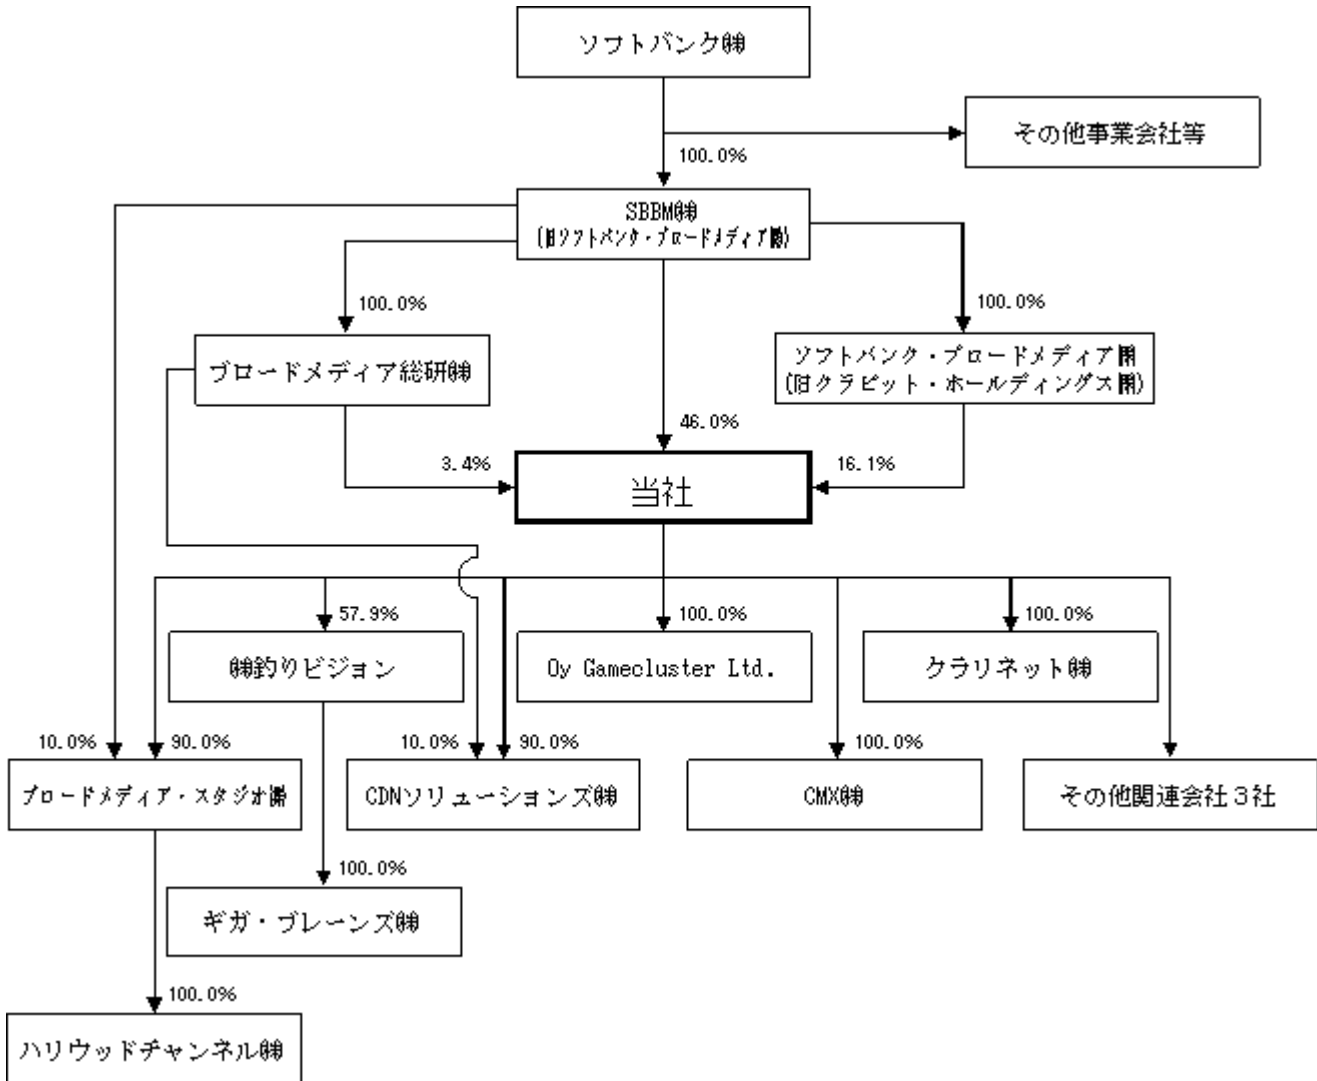 ソフトバンク㈱
その他事業会社等
100.0%
SBBM㈱
(旧ソフトバンク・ブロードメディア㈱)
100.0%
100.0%
ブロードメディア総研㈱
ソフトバンク・ブロードメディア㈱
(旧クラビット・ホールディングス㈱)
46.0%
3.4%
16.1%
当社
57.9%
100.0%
100.0%
㈱釣りビジョン
Oy Gamecluster Ltd.
クラリネット㈱
10.0%
90.0%
10.0%
90.0%
100.0%
ブロードメディア・スタジオ㈱
CDNソリューションズ㈱
CMX㈱
その他関連会社3社
100.0%
ギガ・ブレーンズ㈱
100.0%
ハリウッドチャンネル㈱